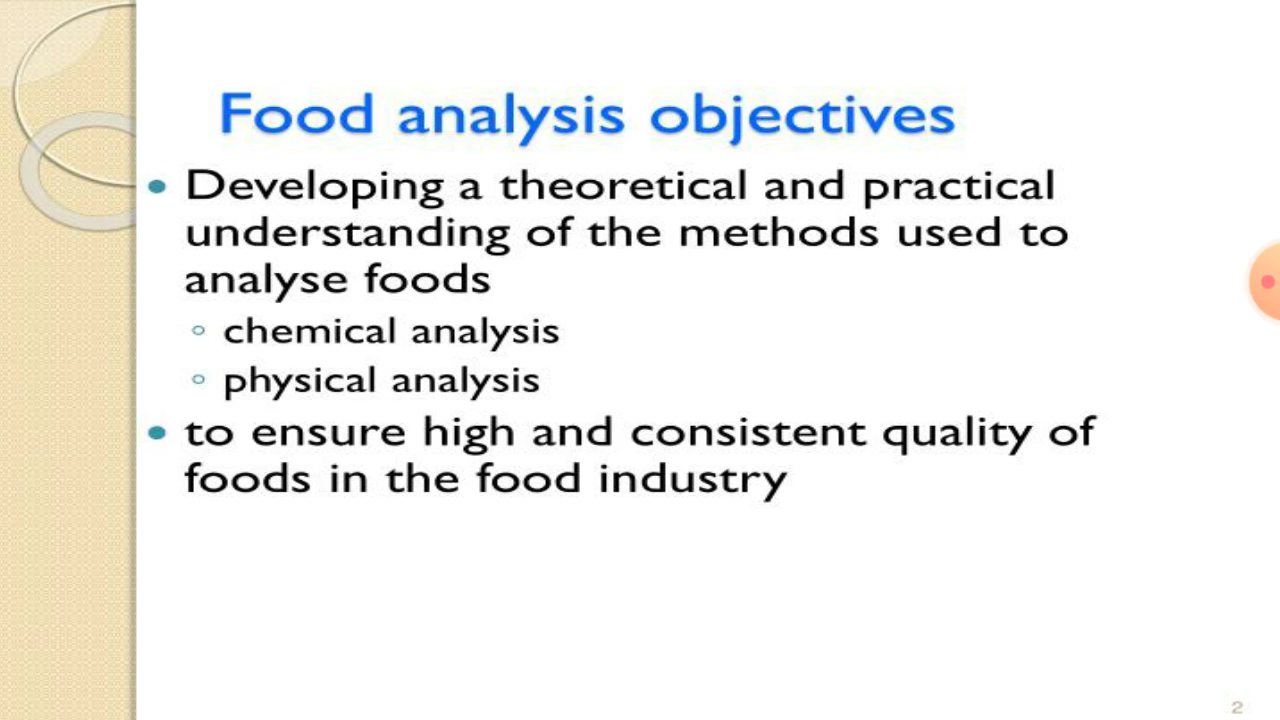 Food analysis objectives
• Developing a theoretical and practical
understanding of the methods used to
analyse foods
◦ chemical analysis
◦ physical analysis
• to ensure high and consistent quality of
foods in the food industry
2